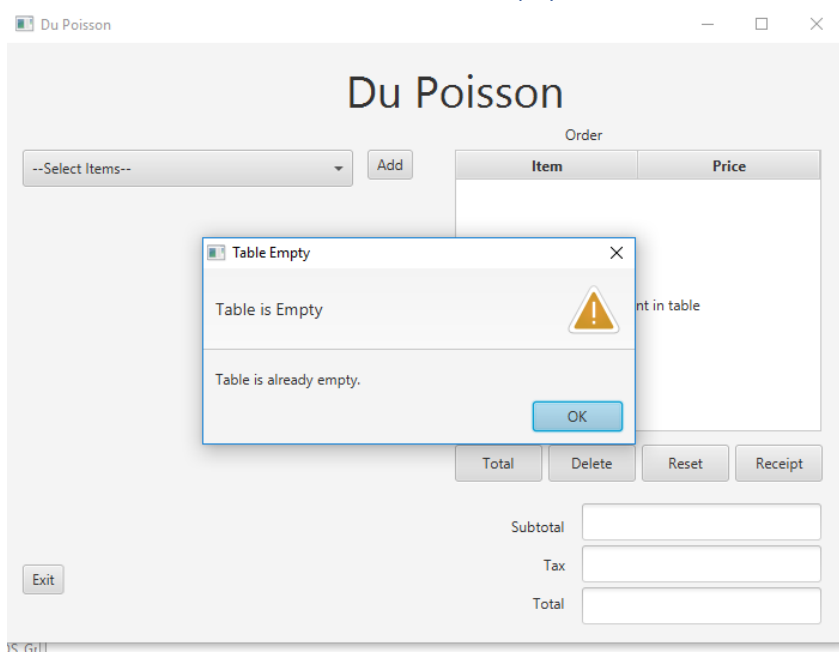 Du Poisson
Du Poisson
Order
--Select Items--
Add
Item
Price
Table Empty
Table is Empty
nt in table
Table is already empty.
OK
Total
Delete
Reset
Receipt
Subtotal
Tax
Exit
Total